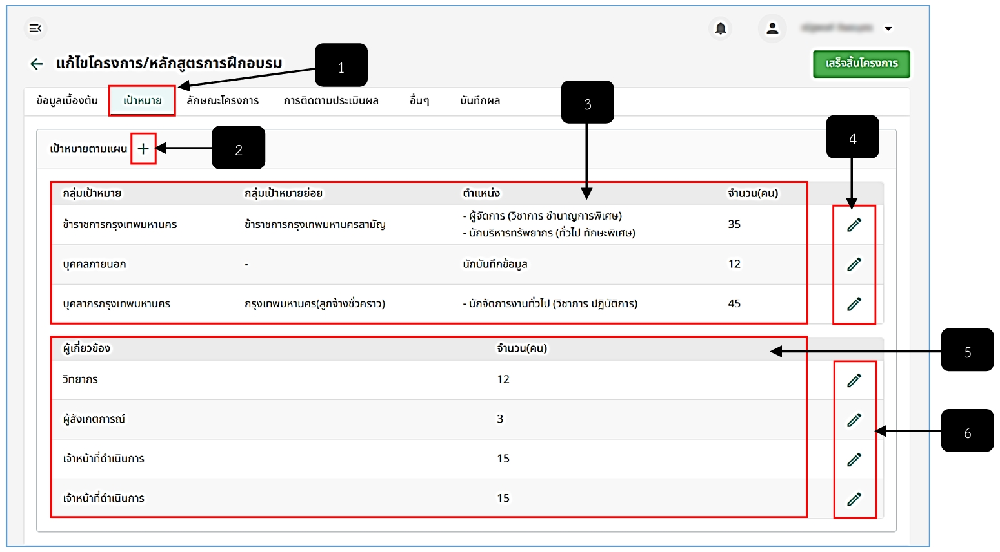 แก้ไขโครงการ/หลักสูตรการฝึกอบรม
1
เสร็จสิ้นโครงการ
ข้อมูลเบื้องต้น เป้าหมาย ลักษณะโครงการ การติดตามประเมินผล อื่นๆ บันทึกผล
3
4
เป้าหมายตามแผน
2
กลุ่มเป้าหมาย กลุ่มเป้าหมายย่อย ตำแหน่ง จำนวน(คน)
ข้าราชการกรุงเทพมหานคร ข้าราชการกรุงเทพมหานครสามัญ - ผู้จัดการ (วิชาการ ชำนาญการพิเศษ) 35
- นักบริหารทรัพยากร (ทั่วไป ทักษะพิเศษ)
บุคคลภายนอก - นักบันทึกข้อมูล 12
บุคลากรกรุงเทพมหานคร กรุงเทพมหานคร(ลูกจ้างชั่วคราว) - นักจัดการงานทั่วไป (วิชาการ ปฏิบัติการ) 45
ผู้เกี่ยวข้อง จำนวน(คน)
5
วิทยากร 12
ผู้สังเกตการณ์ 3
6
เจ้าหน้าที่ดำเนินการ 15
เจ้าหน้าที่ดำเนินการ 15